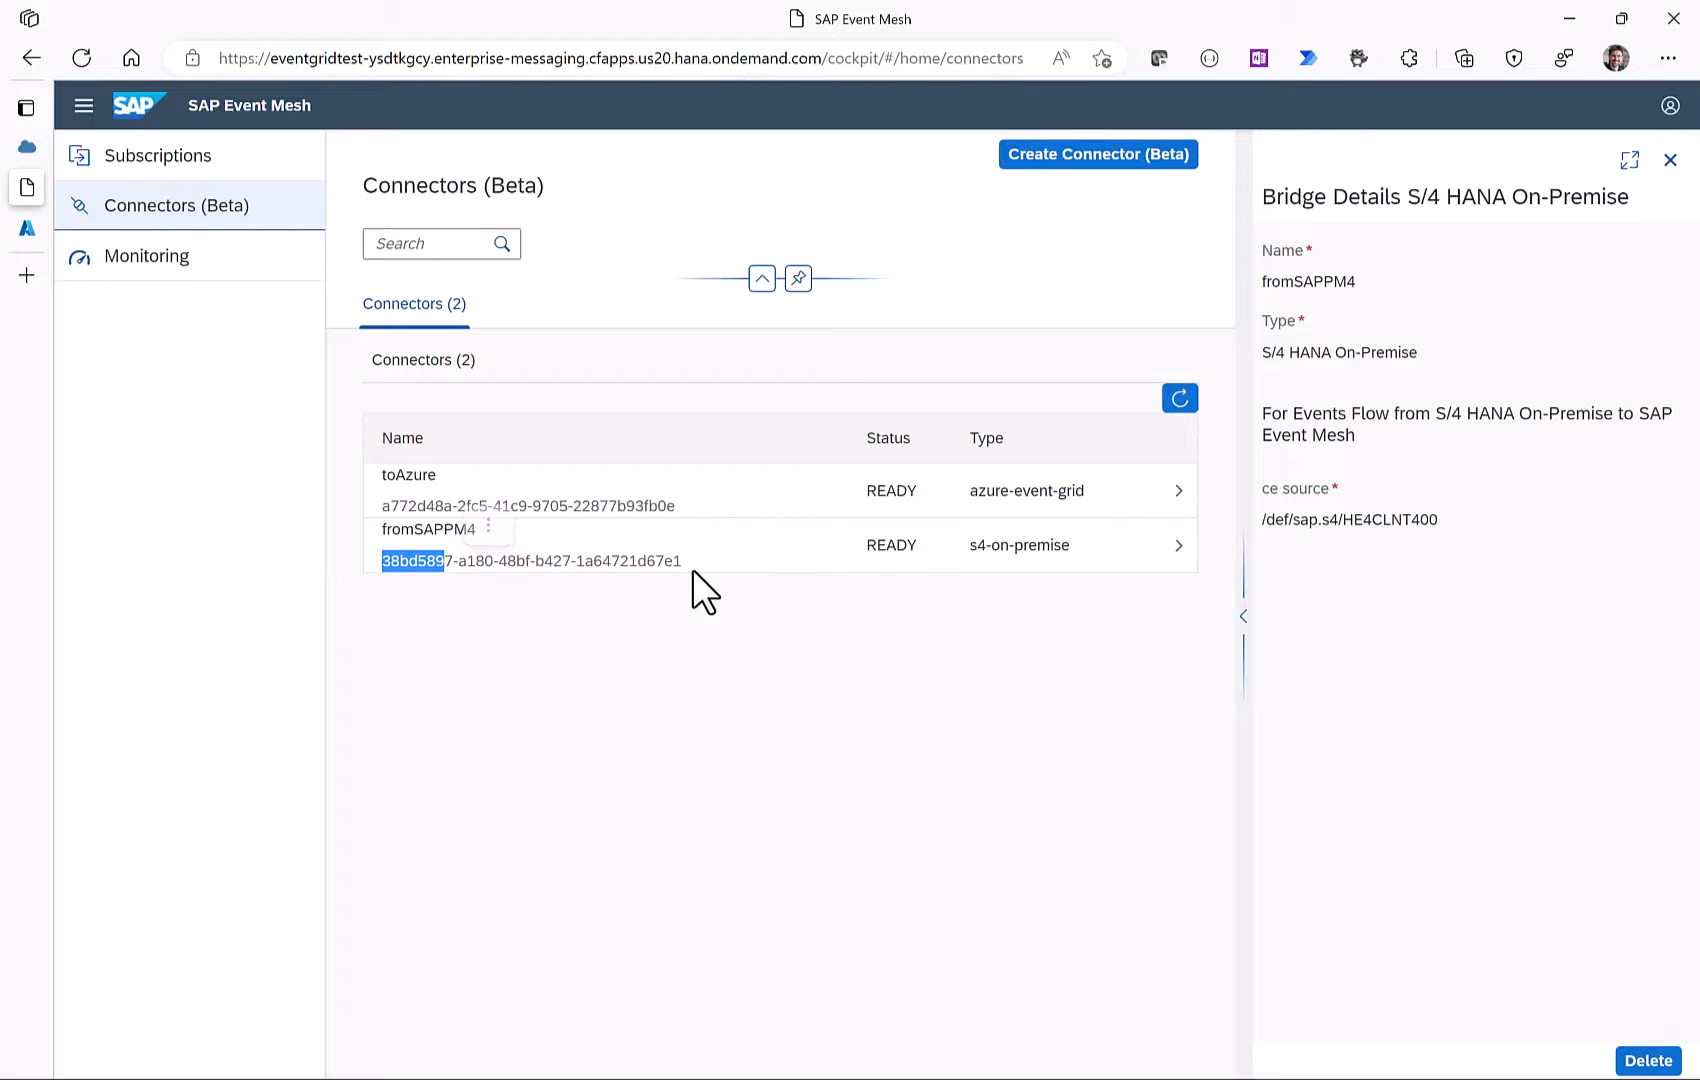 SAP Event Mesh
https://eventgridtest-ysdtkgcy.enterprise-messaging.cfapps.us20.hana.ondemand.com/cockpit/#/home/connectors
SAP
SAP Event Mesh
Subscriptions
Connectors (Beta)
Monitoring
Create Connector (Beta)
Connectors (Beta)
Search
Connectors (2)
Connectors (2)
Name Status Type
toAzure
a772d48a-2fc5-41c9-9705-22877b93fb0e
READY azure-event-grid
fromSAPPM4
38bd5897-a180-48bf-b427-1a64721d67e1
READY s4-on-premise
Bridge Details S/4 HANA On-Premise
Name*
fromSAPPM4
Type*
S/4 HANA On-Premise
For Events Flow from S/4 HANA On-Premise to SAP
Event Mesh
ce source*
/def/sap.s4/HE4CLNT400
Delete